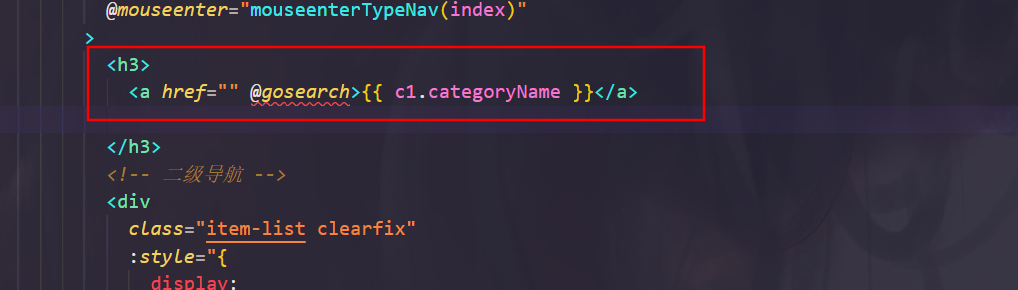 @mouseenter="mouseenterTypeNav(index)"
>
<h3>
<a href="" @gosearch>{{ c1.categoryName }}</a>
</h3>
<!-- 二级导航 -->
<div
class="item-list clearfix"
:style="{
display: